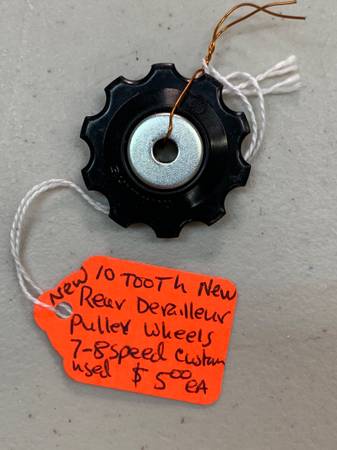 New 10 TOOTH New
Rear Derailleur
Pulley Wheels
7-8 speed custom
used $5.00 EA